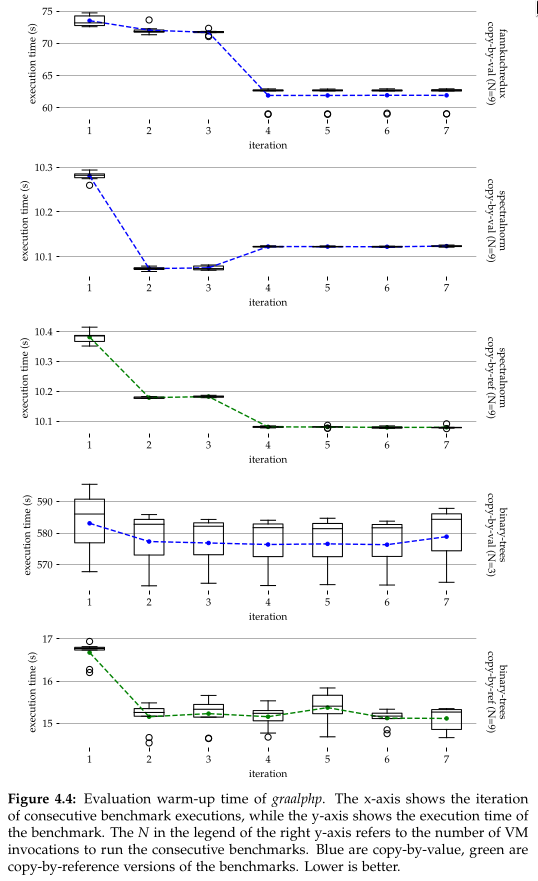 75
70
65
60
execution time (s)
1 2 3 4 5 6 7
iteration
fannkuchredux
copy-by-val (N=9)
10.3
10.2
10.1
execution time (s)
1 2 3 4 5 6 7
iteration
spectralnorm
copy-by-val (N=9)
10.4
10.3
10.2
10.1
execution time (s)
1 2 3 4 5 6 7
iteration
spectralnorm
copy-by-ref (N=9)
590
580
570
execution time (s)
1 2 3 4 5 6 7
iteration
binary-trees
copy-by-val (N=3)
17
16
15
execution time (s)
1 2 3 4 5 6 7
iteration
binary-trees
copy-by-ref (N=9)
Figure 4.4: Evaluation warm-up time of graalphp. The x-axis shows the iteration
of consecutive benchmark executions, while the y-axis shows the execution time of
the benchmark. The N in the legend of the right y-axis refers to the number of VM
invocations to run the consecutive benchmarks. Blue are copy-by-value, green are
copy-by-reference versions of the benchmarks. Lower is better.